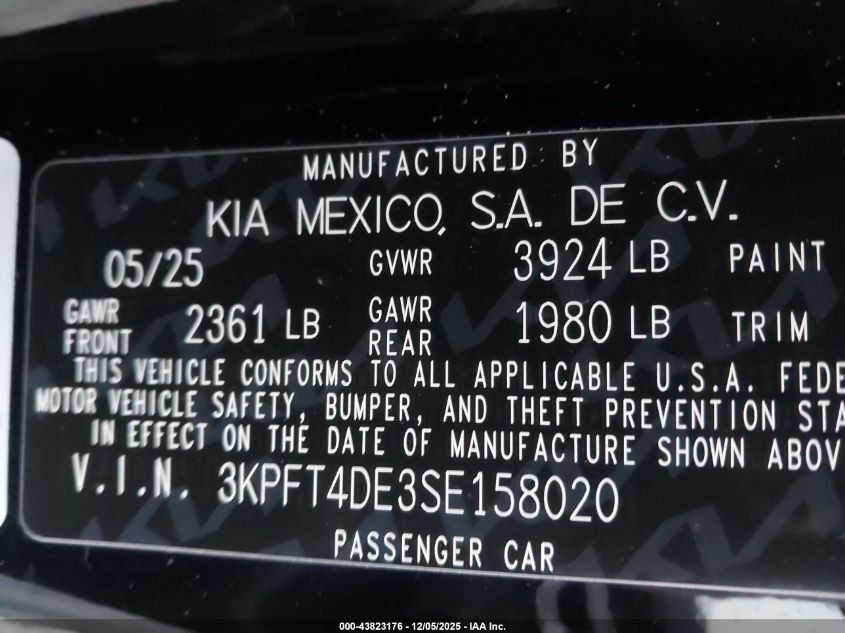 MANUFACTURED BY
KIA MEXICO, S.A. DE C.V.
05/25 GVWR 3924 LB PAINT
GAWR FRONT 2361 LB GAWR REAR 1980 LB TRIM
THIS VEHICLE CONFORMS TO ALL APPLICABLE U.S.A. FEDE
MOTOR VEHICLE SAFETY, BUMPER, AND THEFT PREVENTION STA
IN EFFECT ON THE DATE OF MANUFACTURE SHOWN ABOV
V.I.N. 3KPFT4DE3SE158020
PASSENGER CAR
000-43823176 - 12/05/2025 - IAA Inc.